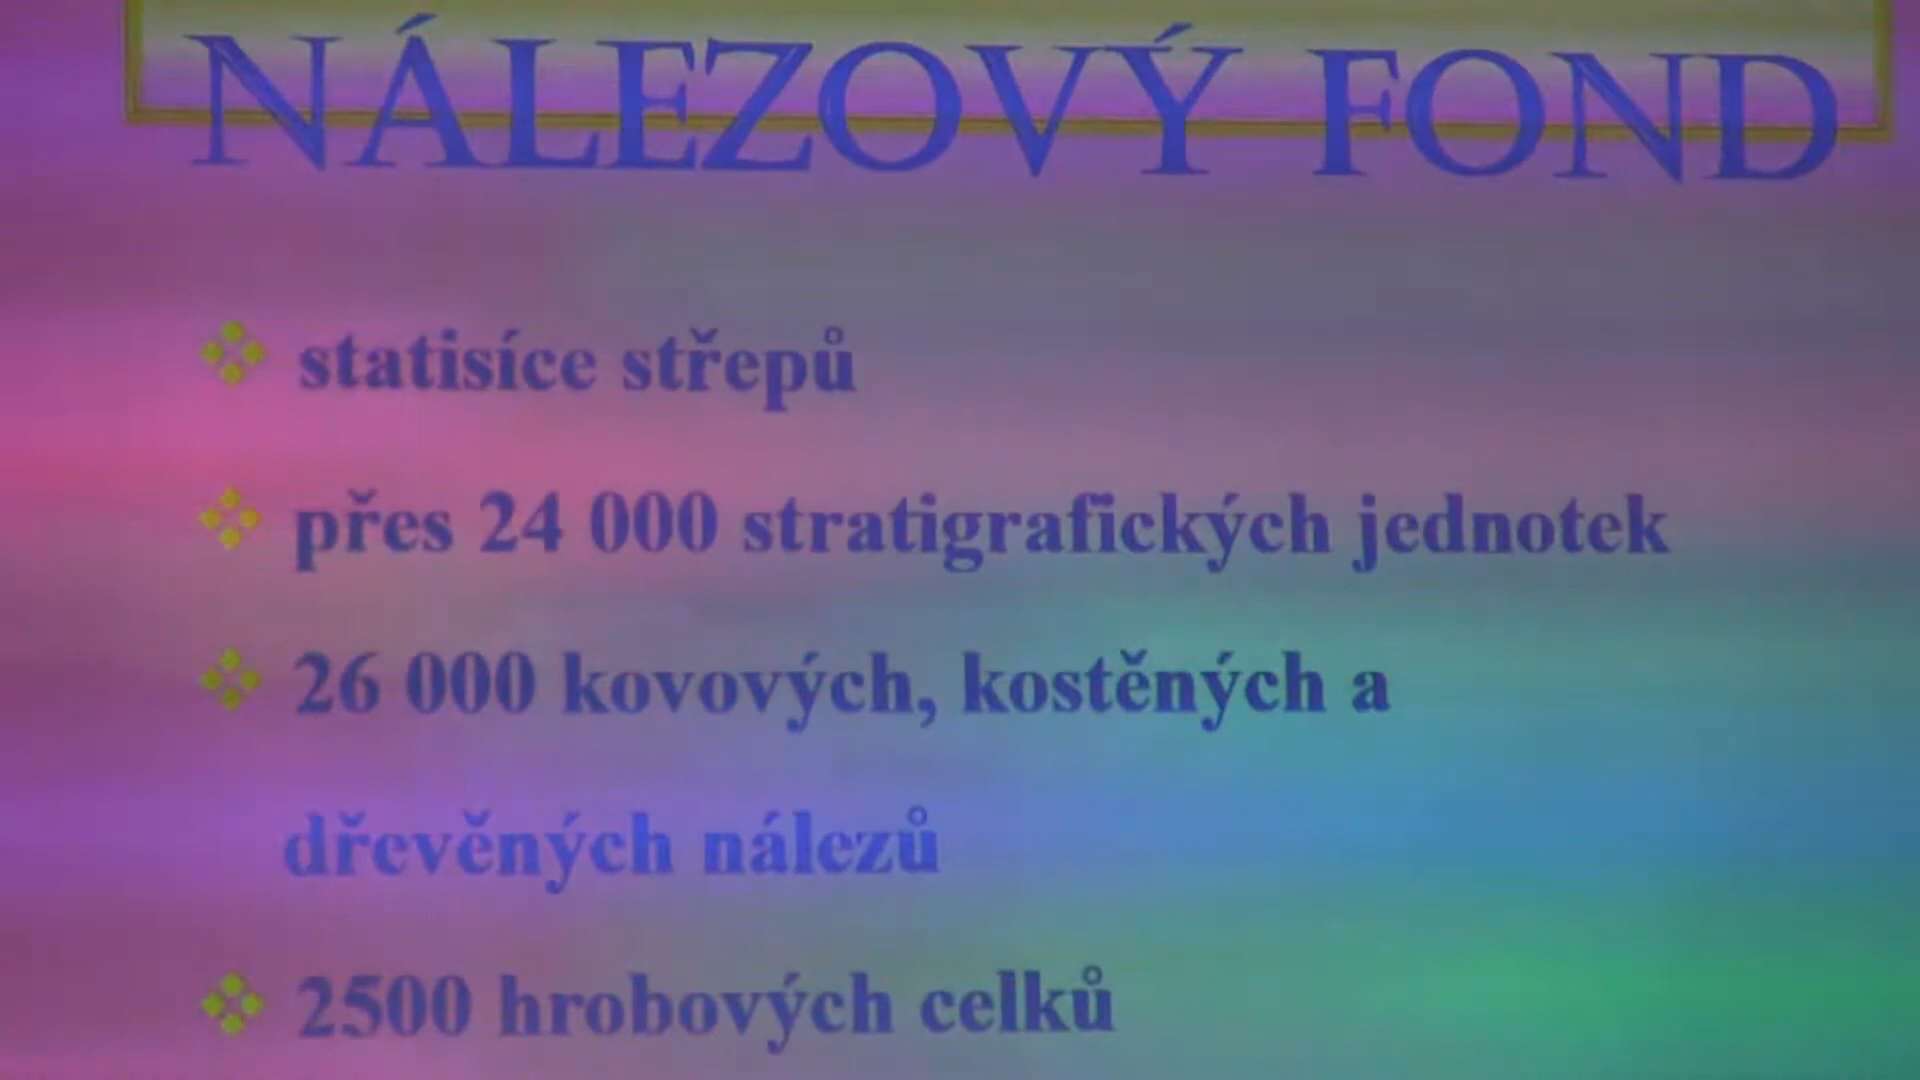 NÁLEZOVÝ FOND
statisíce střepů
přes 24 000 stratigrafických jednotek
26 000 kovových, kostěných a
dřevěných nálezů
2500 hrobových celků